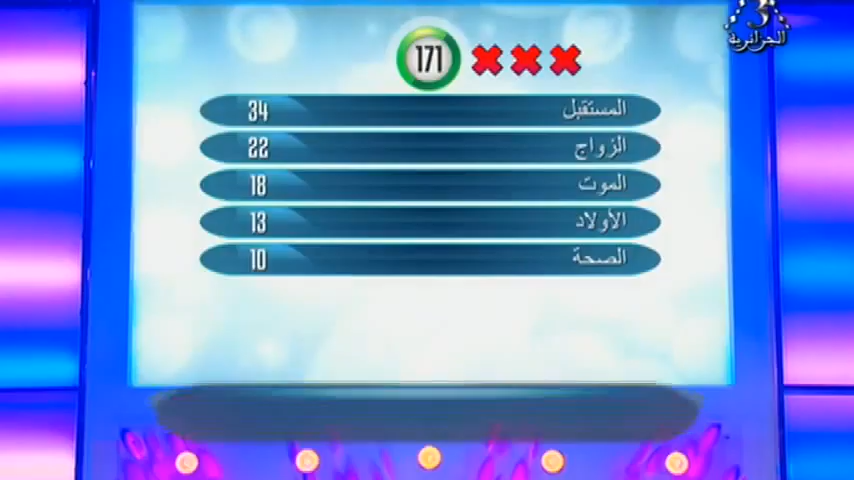 3
الجزائرية
171
المستقبل 34
الزواج 22
الموت 18
الأولاد 13
الصحة 10